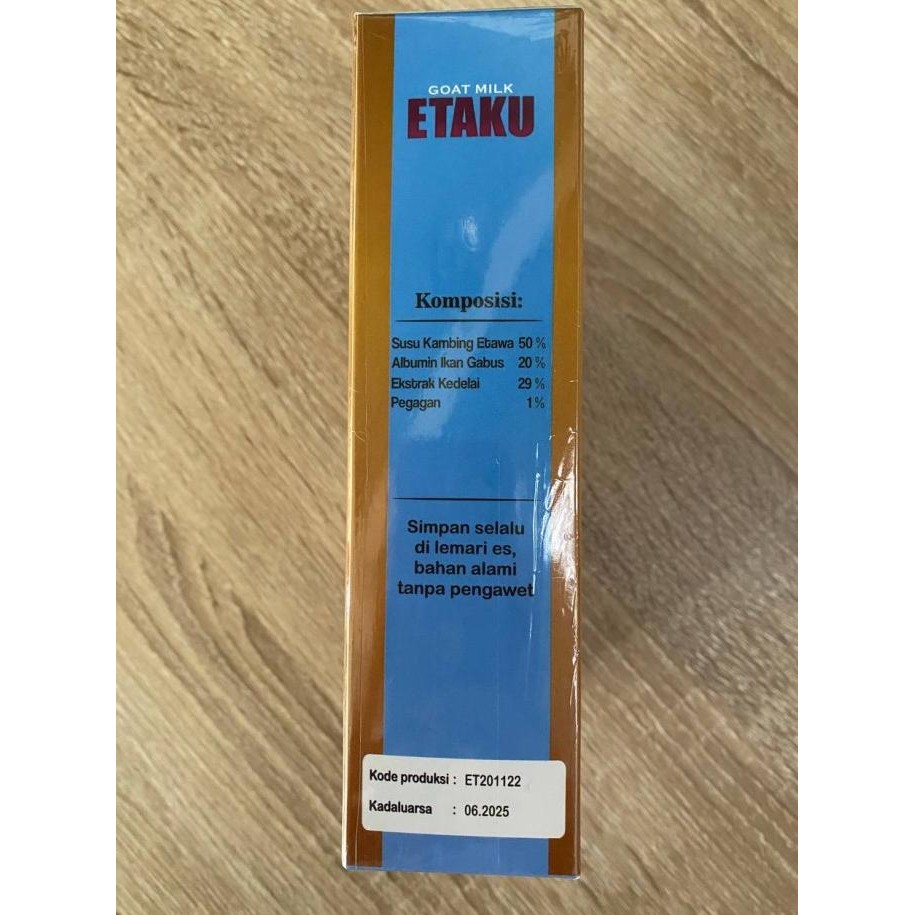 GOAT MILK
ETAKU
Komposisi:
Susu Kambing Etawa 50 %
Albumin Ikan Gabus 20 %
Ekstrak Kedelai 29 %
Pegagan 1 %
Simpan selalu
di lemari es,
bahan alami
tanpa pengawet
Kode produksi : ET201122
Kadaluarsa : 06.2025